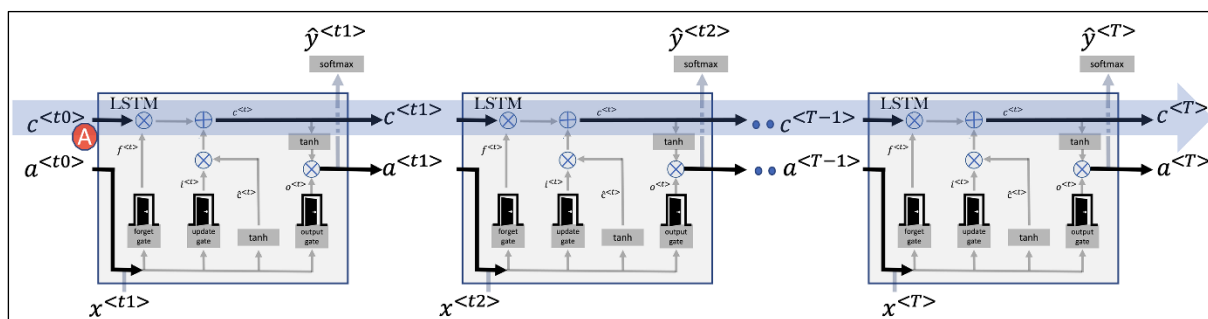 ŷ<t1>
ŷ<t2>
ŷ<T>
softmax
softmax
softmax
LSTM
LSTM
LSTM
c<t0>
c<t>
c<t1>
c<t>
c<T−1>
c<t>
c<T>
A
tanh
tanh
tanh
f<t>
f<t>
f<t>
a<t0>
a<t1>
a<T−1>
a<T>
i<t>
c̃<t>
o<t>
i<t>
c̃<t>
o<t>
i<t>
c̃<t>
o<t>
forget gate
update gate
tanh
output gate
forget gate
update gate
tanh
output gate
forget gate
update gate
tanh
output gate
x<t1>
x<t2>
x<T>